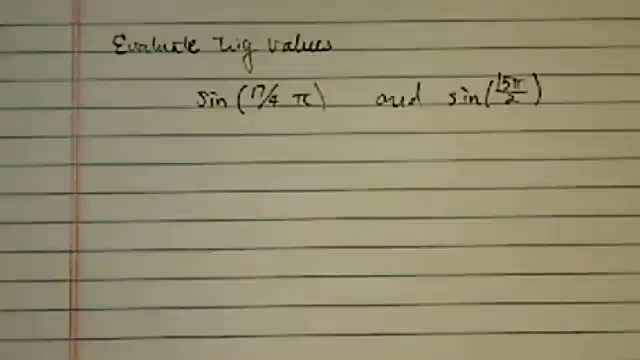 Evaluate trig values
sin(17/4 π) and sin(15π/2)